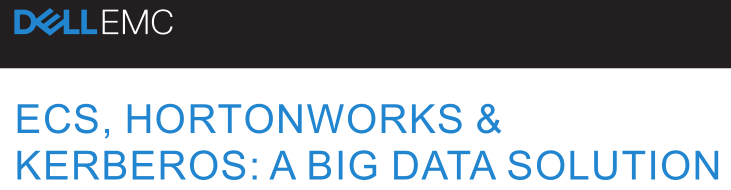 DELLEMC
ECS, HORTONWORKS &
KERBEROS: A BIG DATA SOLUTION